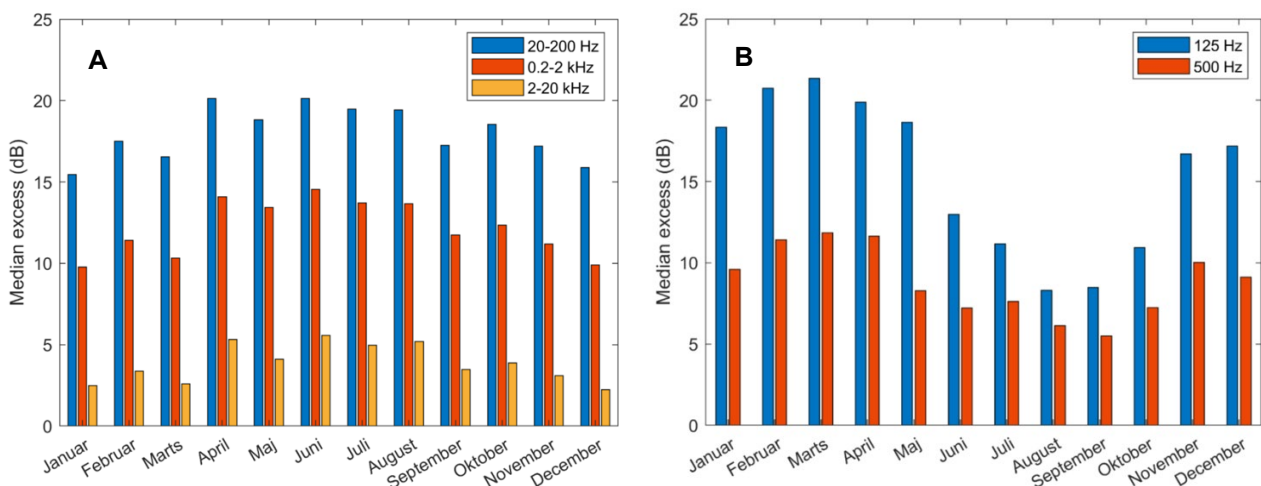 A
20-200 Hz
0.2-2 kHz
2-20 kHz
Median excess (dB)
25
20
15
10
5
0
Januar
Februar
Marts
April
Maj
Juni
Juli
August
September
Oktober
November
December
B
125 Hz
500 Hz
Median excess (dB)
25
20
15
10
5
0
Januar
Februar
Marts
April
Maj
Juni
Juli
August
September
Oktober
November
December